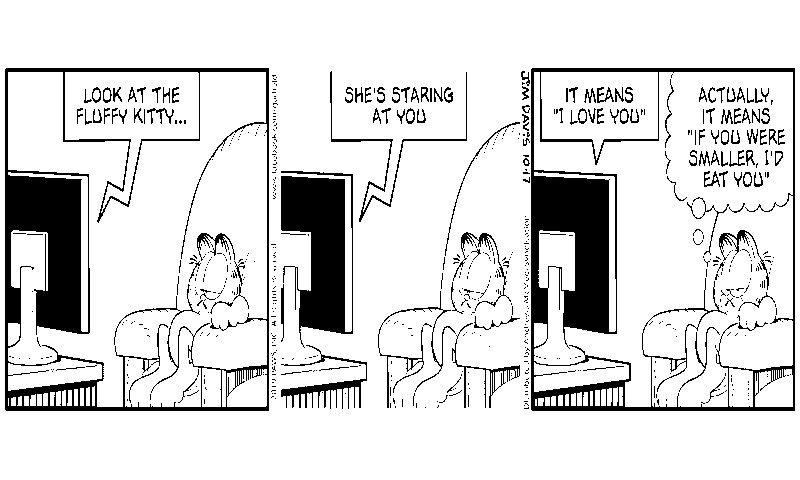 LOOK AT THE
FLUFFY KITTY...
SHE'S STARING
AT YOU
JIM DAVIS 10-17
IT MEANS
"I LOVE YOU"
ACTUALLY,
IT MEANS
"IF YOU WERE
SMALLER, I'D
EAT YOU"